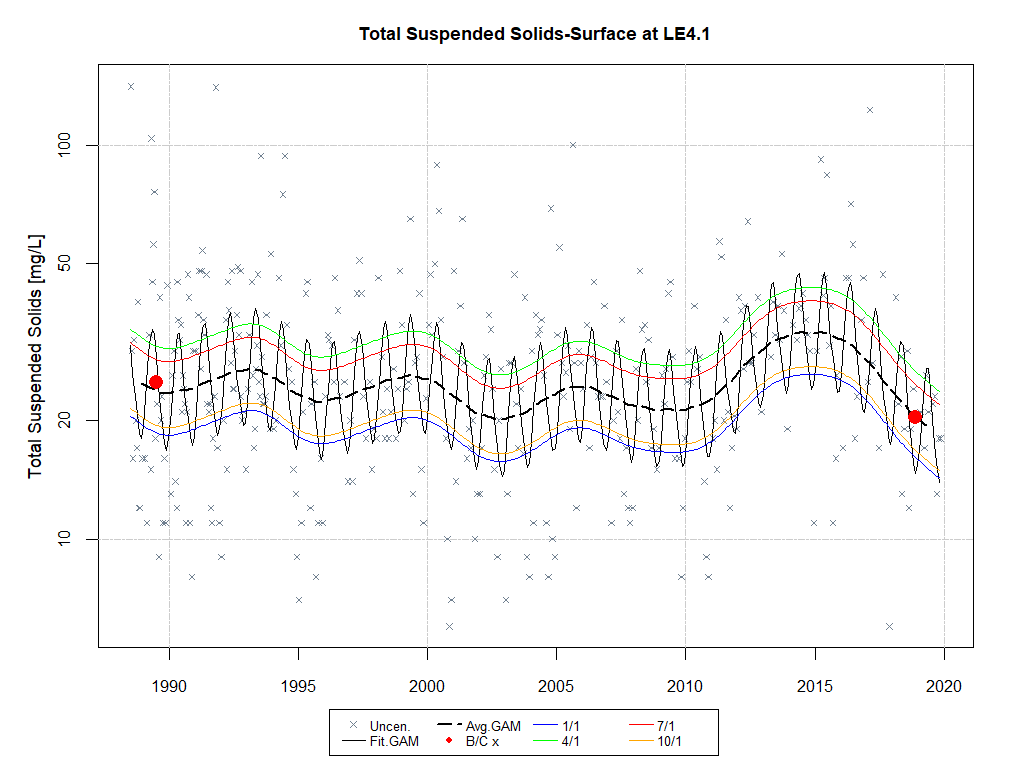 Total Suspended Solids-Surface at LE4.1
Total Suspended Solids [mg/L]
100
50
20
10
1990 1995 2000 2005 2010 2015 2020
Uncen. Avg.GAM 1/1 7/1
Fit.GAM B/C x 4/1 10/1